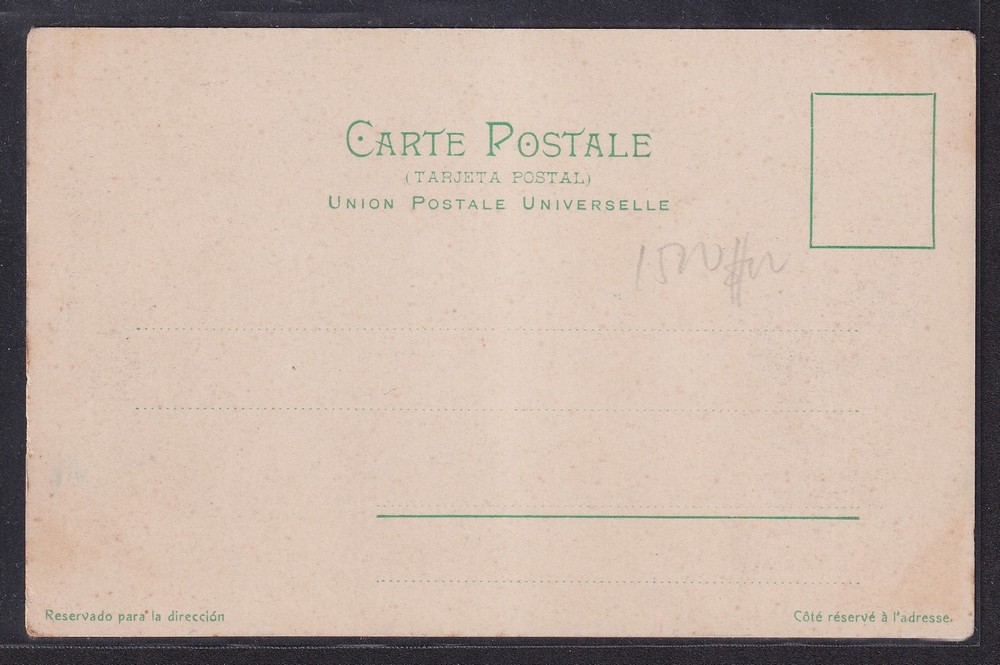 CARTE POSTALE
(TARJETA POSTAL)
UNION POSTALE UNIVERSELLE
Reservado para la dirección
Côté réservé à l'adresse.